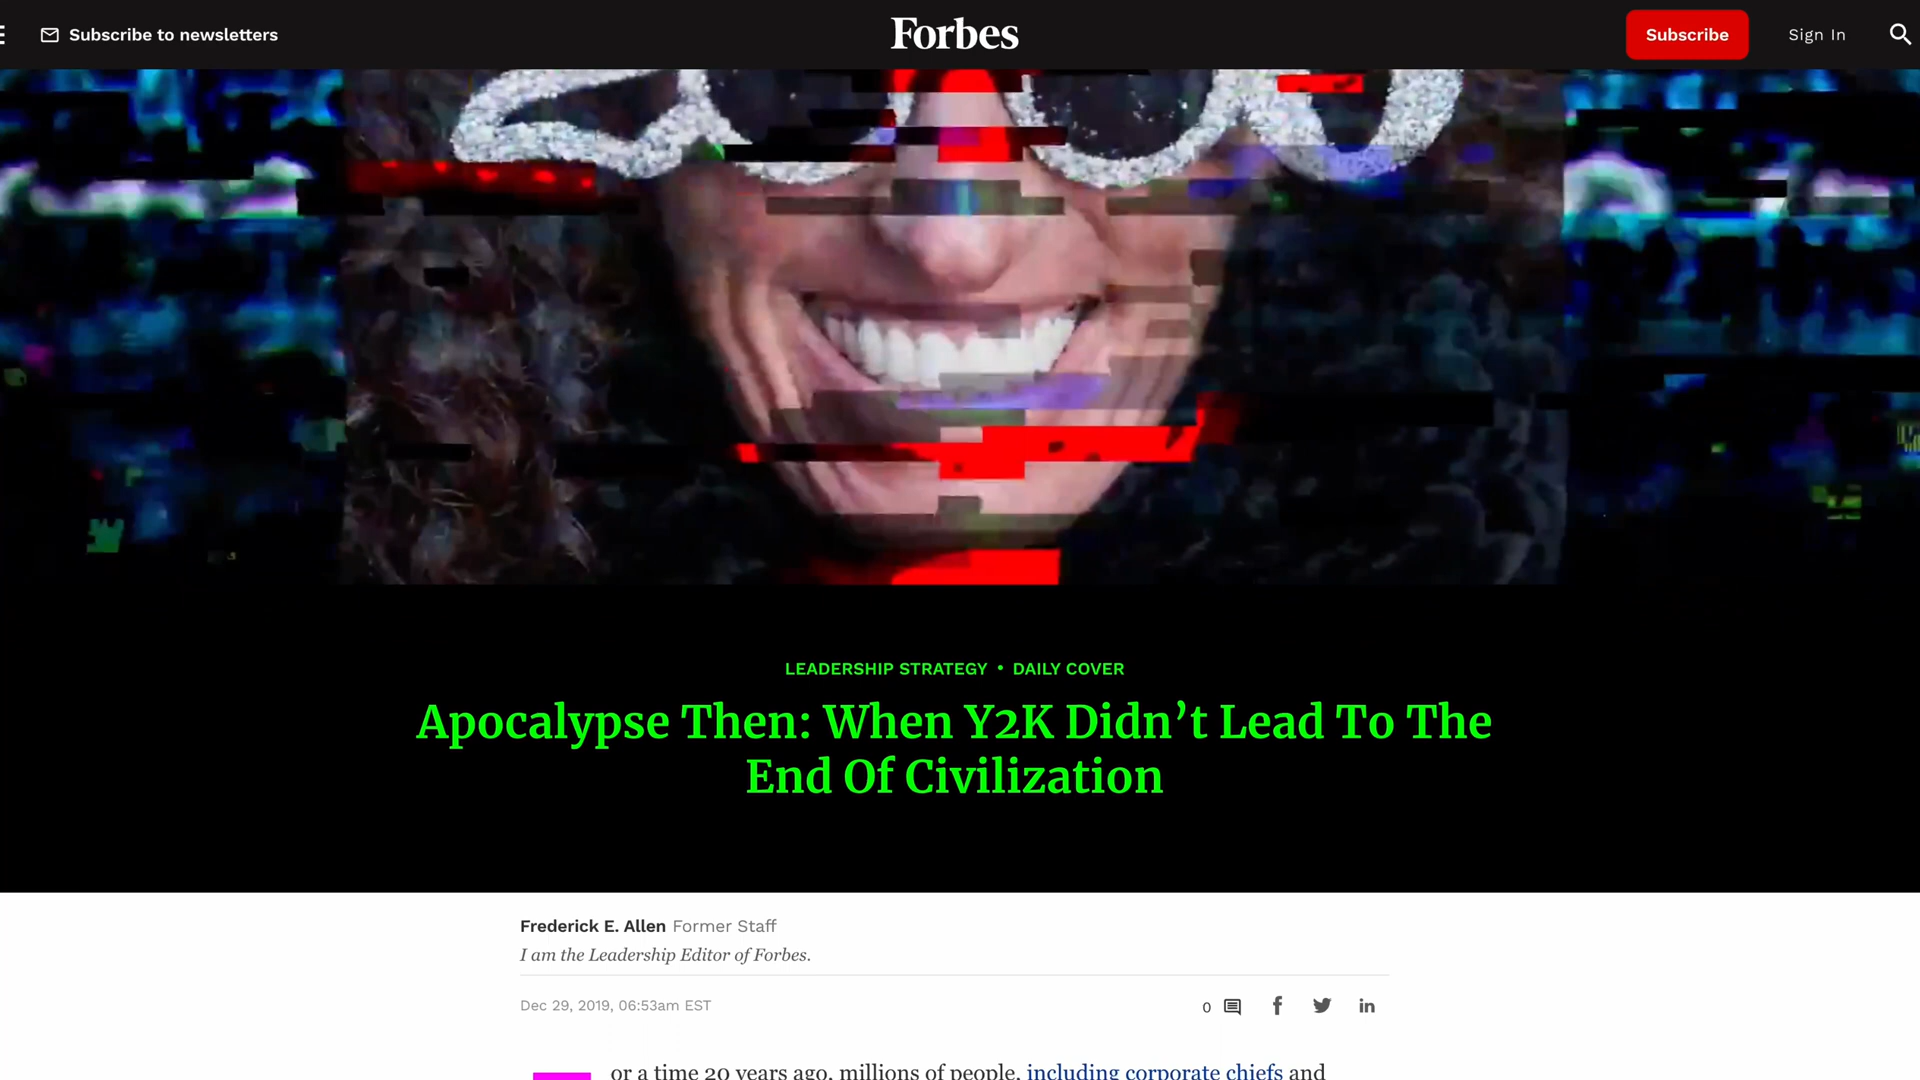 Subscribe to newsletters
Forbes
Subscribe
Sign In
LEADERSHIP STRATEGY • DAILY COVER
Apocalypse Then: When Y2K Didn’t Lead To The
End Of Civilization
Frederick E. Allen Former Staff
I am the Leadership Editor of Forbes.
Dec 29, 2019, 06:53am EST
0
or a time 20 years ago, millions of people, including corporate chiefs and